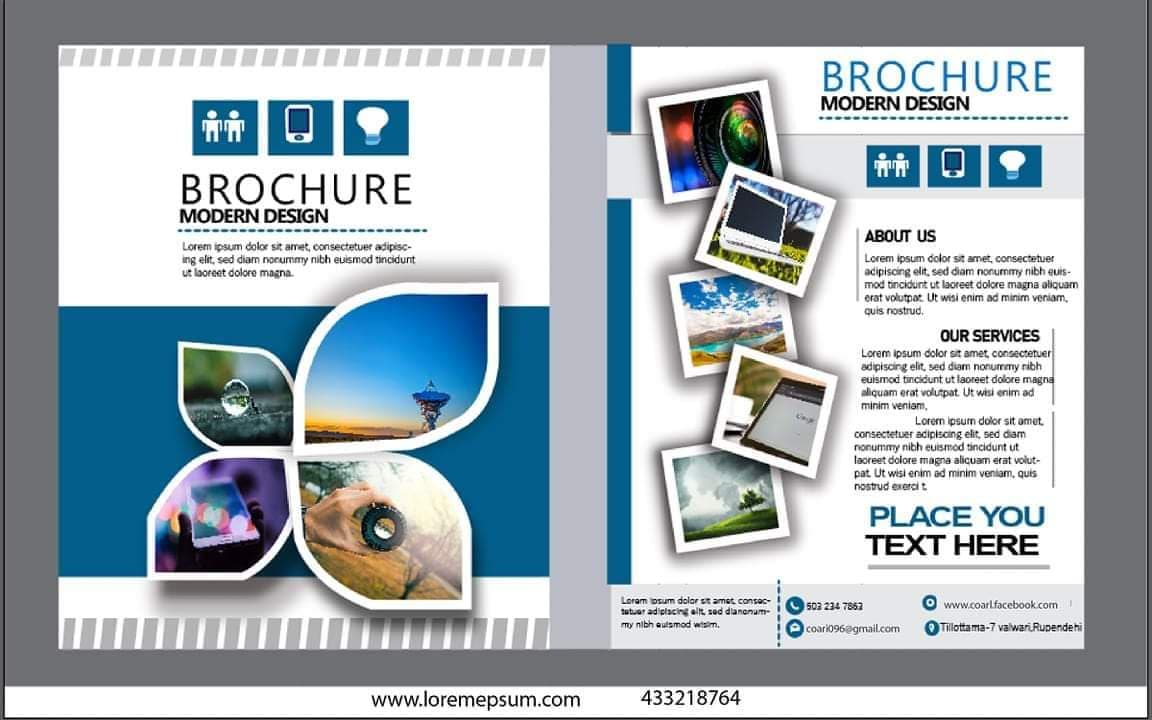 BROCHURE
MODERN DESIGN
Lorem ipsum dolor sit amet, consectetuer adipisc-
ing elit, sed diam nonummy nibh euismod tincidunt
ut laoreet dolore magna.
BROCHURE
MODERN DESIGN
ABOUT US
Lorem ipsum dolor sit amet, consectetuer
adipiscing elit, sed diam nonummy nibh euis-
mod tincidunt ut laoreet dolore magna aliquam
erat volutpat. Ut wisi enim ad minim veniam,
quis nostrud.
OUR SERVICES
Lorem ipsum dolor sit amet, consectetuer
adipiscing elit, sed diam nonummy nibh
euismod tincidunt ut laoreet dolore magna
aliquam erat volutpat. Ut wisi enim ad
minim veniam,
Lorem ipsum dolor sit amet,
consectetuer adipiscing elit, sed diam
nonummy nibh euismod tincidunt ut
laoreet dolore magna aliquam erat volut-
pat. Ut wisi enim ad minim veniam, quis
nostrud exerci t.
Google
PLACE YOU
TEXT HERE
Lorem ipsum dolor sit amet, consec-
tetuer adipiscing elit, sed dianonum-
my nibh euismod wisim.
503 234 7863
coarl096@gmail.com
www.coarl.facebook.com
Tillottama-7 valwari,Rupendehi
www.loremepsum.com
433218764